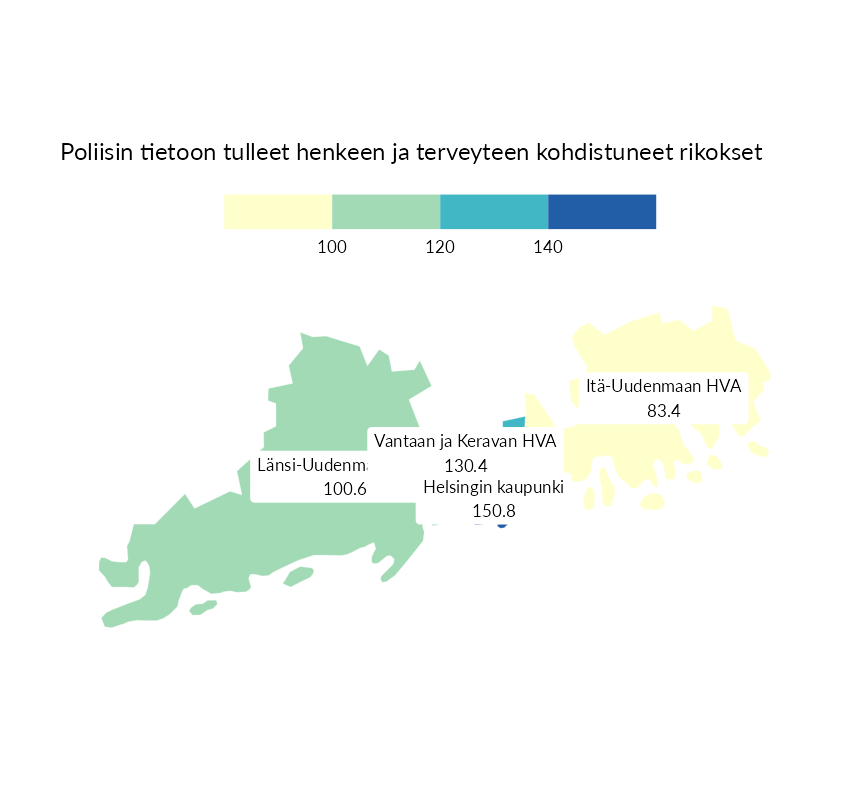 Poliisin tietoon tulleet henkeen ja terveyteen kohdistuneet rikokset
100 120 140
Itä-Uudenmaan HVA
83.4
Vantaan ja Keravan HVA
130.4
Länsi-Uudenma
100.6
Helsingin kaupunki
150.8